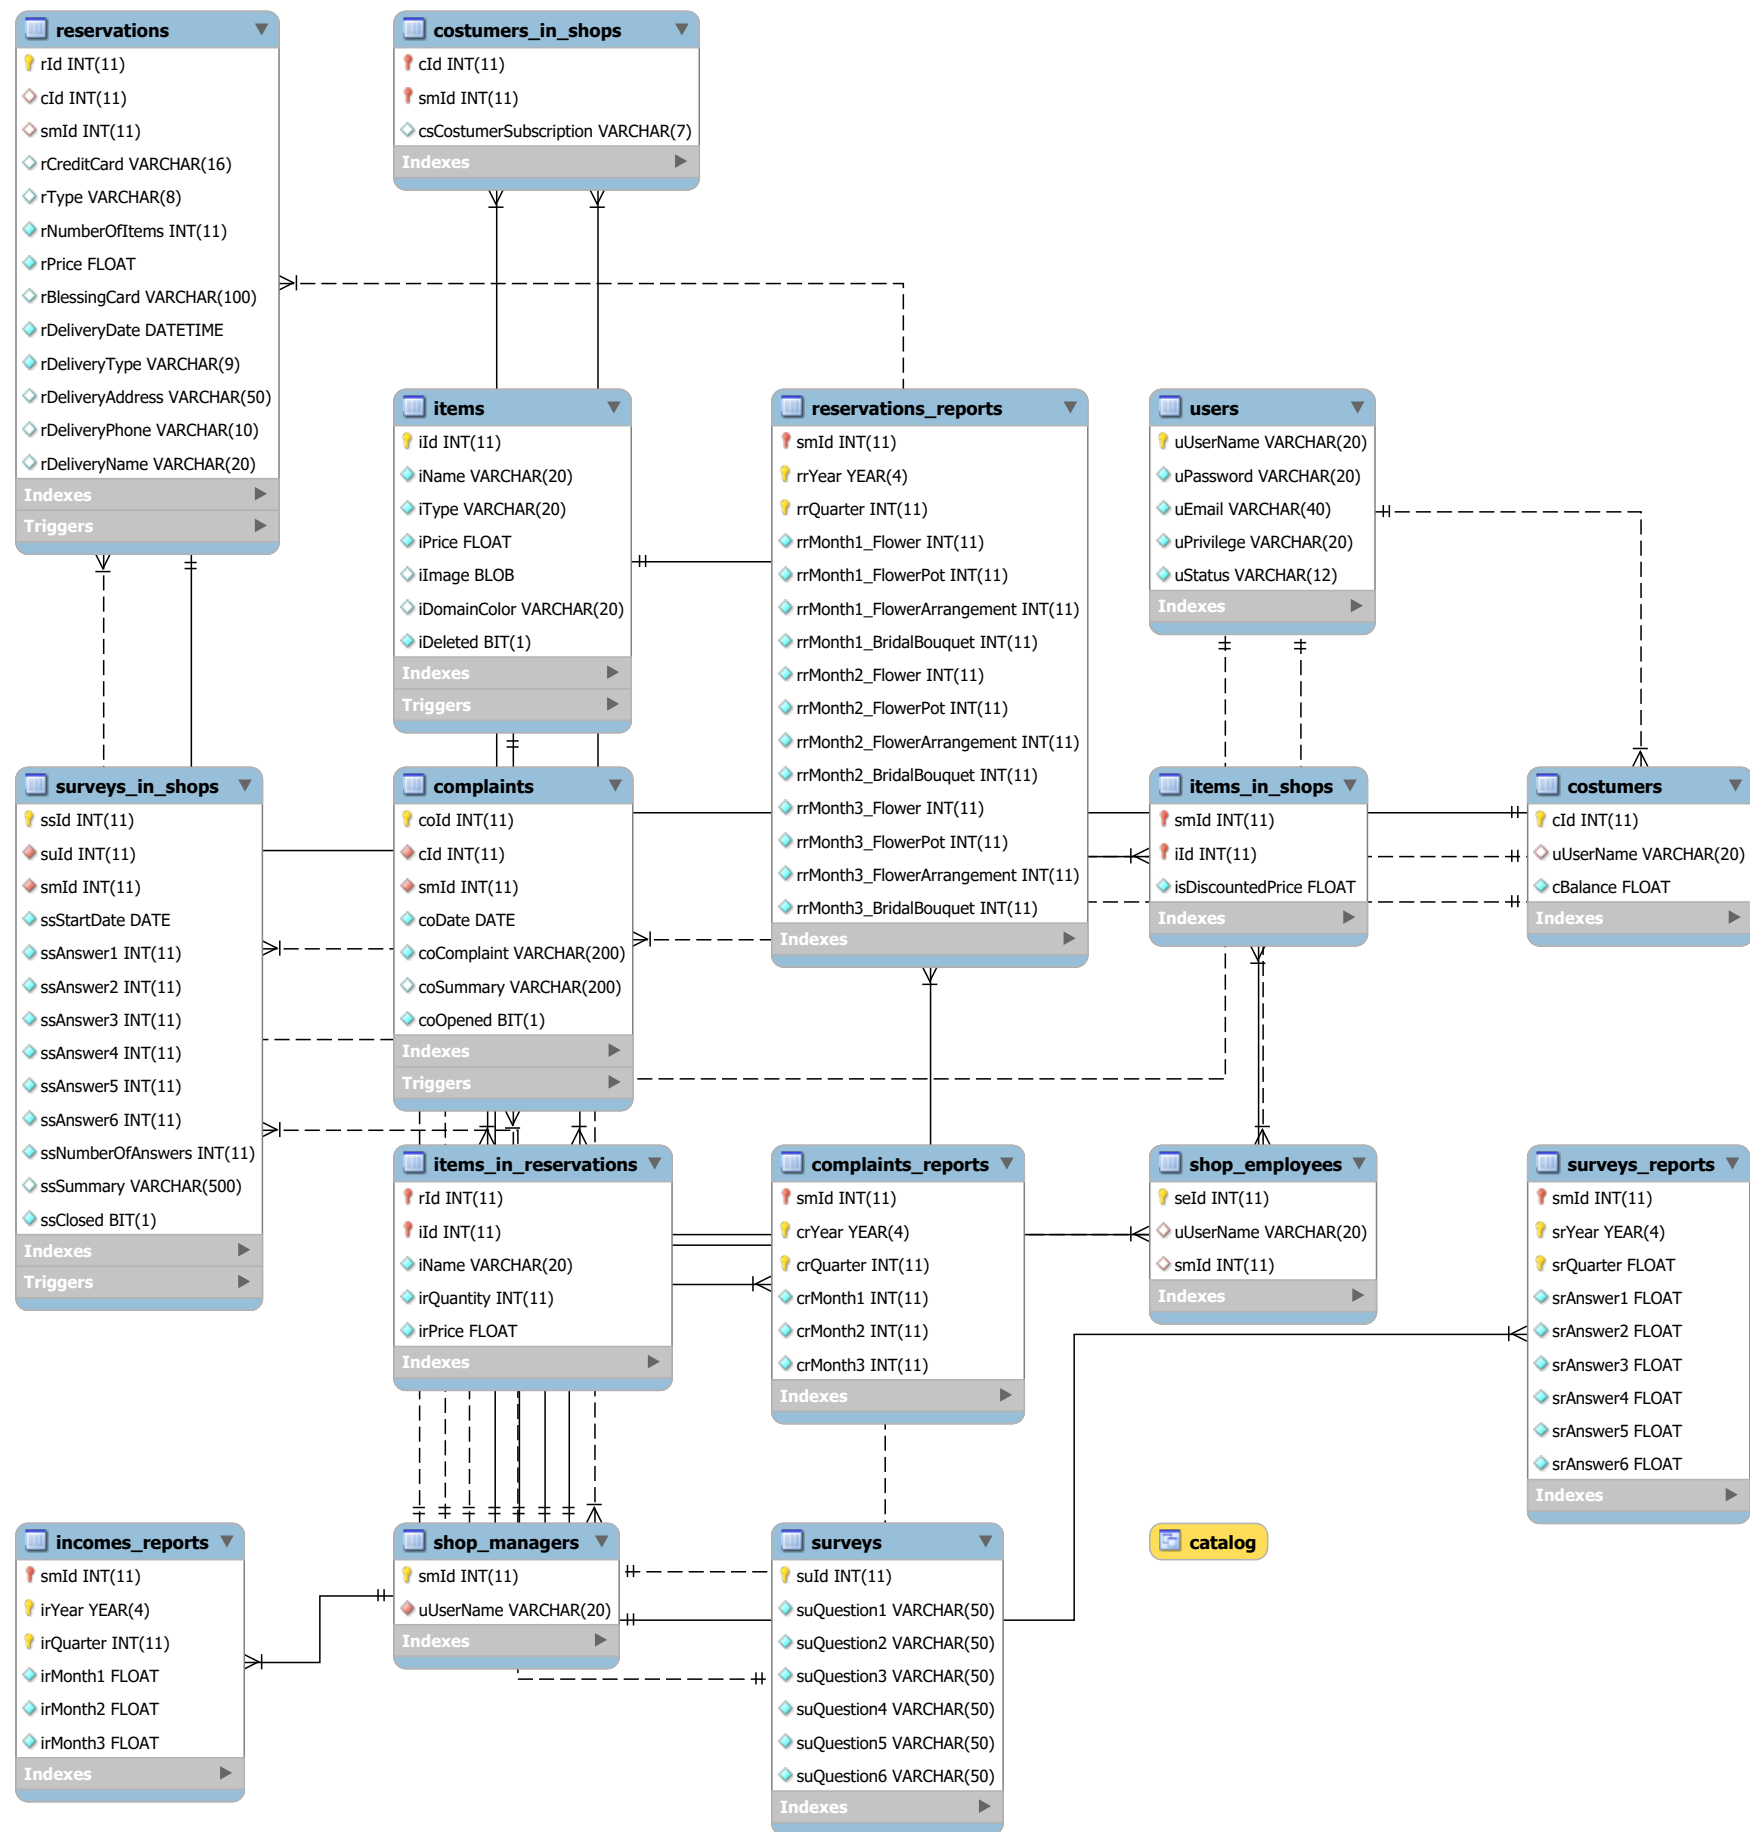 reservations
rId INT(11)
cId INT(11)
smId INT(11)
rCreditCard VARCHAR(16)
rType VARCHAR(8)
rNumberOfItems INT(11)
rPrice FLOAT
rBlessingCard VARCHAR(100)
rDeliveryDate DATETIME
rDeliveryType VARCHAR(9)
rDeliveryAddress VARCHAR(50)
rDeliveryPhone VARCHAR(10)
rDeliveryName VARCHAR(20)
Indexes
Triggers
costumers_in_shops
cId INT(11)
smId INT(11)
csCostumerSubscription VARCHAR(7)
Indexes
items
iId INT(11)
iName VARCHAR(20)
iType VARCHAR(20)
iPrice FLOAT
iImage BLOB
iDomainColor VARCHAR(20)
iDeleted BIT(1)
Indexes
Triggers
reservations_reports
smId INT(11)
rrYear YEAR(4)
rrQuarter INT(11)
rrMonth1_Flower INT(11)
rrMonth1_FlowerPot INT(11)
rrMonth1_FlowerArrangement INT(11)
rrMonth1_BridalBouquet INT(11)
rrMonth2_Flower INT(11)
rrMonth2_FlowerPot INT(11)
rrMonth2_FlowerArrangement INT(11)
rrMonth2_BridalBouquet INT(11)
rrMonth3_Flower INT(11)
rrMonth3_FlowerPot INT(11)
rrMonth3_FlowerArrangement INT(11)
rrMonth3_BridalBouquet INT(11)
Indexes
users
uUserName VARCHAR(20)
uPassword VARCHAR(20)
uEmail VARCHAR(40)
uPrivilege VARCHAR(20)
uStatus VARCHAR(12)
Indexes
surveys_in_shops
ssId INT(11)
suId INT(11)
smId INT(11)
ssStartDate DATE
ssAnswer1 INT(11)
ssAnswer2 INT(11)
ssAnswer3 INT(11)
ssAnswer4 INT(11)
ssAnswer5 INT(11)
ssAnswer6 INT(11)
ssNumberOfAnswers INT(11)
ssSummary VARCHAR(500)
ssClosed BIT(1)
Indexes
Triggers
complaints
coId INT(11)
cId INT(11)
smId INT(11)
coDate DATE
coComplaint VARCHAR(200)
coSummary VARCHAR(200)
coOpened BIT(1)
Indexes
Triggers
items_in_shops
smId INT(11)
iId INT(11)
isDiscountedPrice FLOAT
Indexes
costumers
cId INT(11)
uUserName VARCHAR(20)
cBalance FLOAT
Indexes
items_in_reservations
rId INT(11)
iId INT(11)
iName VARCHAR(20)
irQuantity INT(11)
irPrice FLOAT
Indexes
complaints_reports
smId INT(11)
crYear YEAR(4)
crQuarter INT(11)
crMonth1 INT(11)
crMonth2 INT(11)
crMonth3 INT(11)
Indexes
shop_employees
seId INT(11)
uUserName VARCHAR(20)
smId INT(11)
Indexes
surveys_reports
smId INT(11)
srYear YEAR(4)
srQuarter FLOAT
srAnswer1 FLOAT
srAnswer2 FLOAT
srAnswer3 FLOAT
srAnswer4 FLOAT
srAnswer5 FLOAT
srAnswer6 FLOAT
Indexes
incomes_reports
smId INT(11)
irYear YEAR(4)
irQuarter INT(11)
irMonth1 FLOAT
irMonth2 FLOAT
irMonth3 FLOAT
Indexes
shop_managers
smId INT(11)
uUserName VARCHAR(20)
Indexes
surveys
suId INT(11)
suQuestion1 VARCHAR(50)
suQuestion2 VARCHAR(50)
suQuestion3 VARCHAR(50)
suQuestion4 VARCHAR(50)
suQuestion5 VARCHAR(50)
suQuestion6 VARCHAR(50)
Indexes
catalog